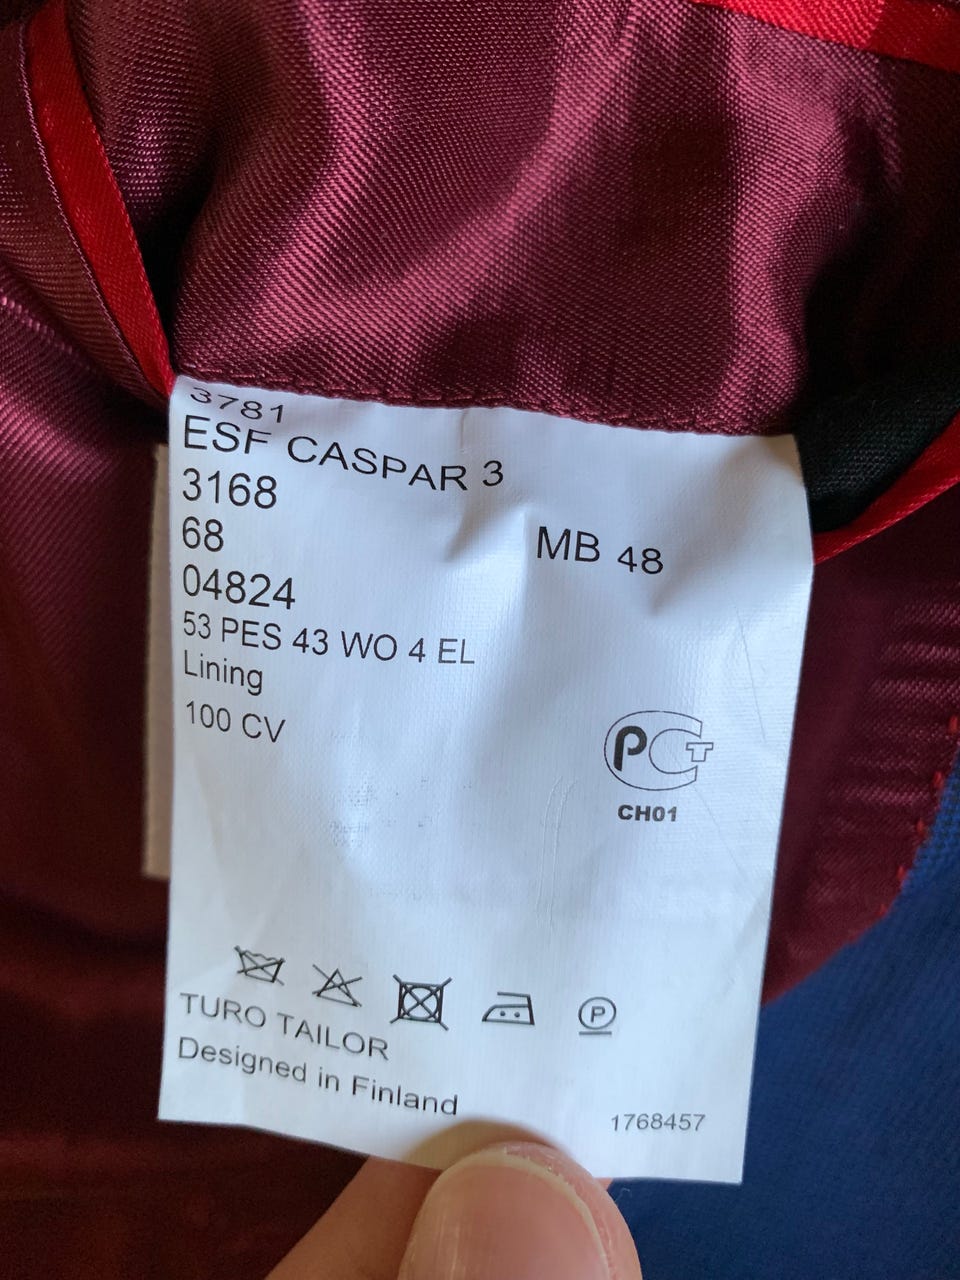 3781
ESF CASPAR 3
3168
68
MB 48
04824
53 PES 43 WO 4 EL
Lining
100 CV
PCT
CH01
P
TURO TAILOR
Designed in Finland
1768457